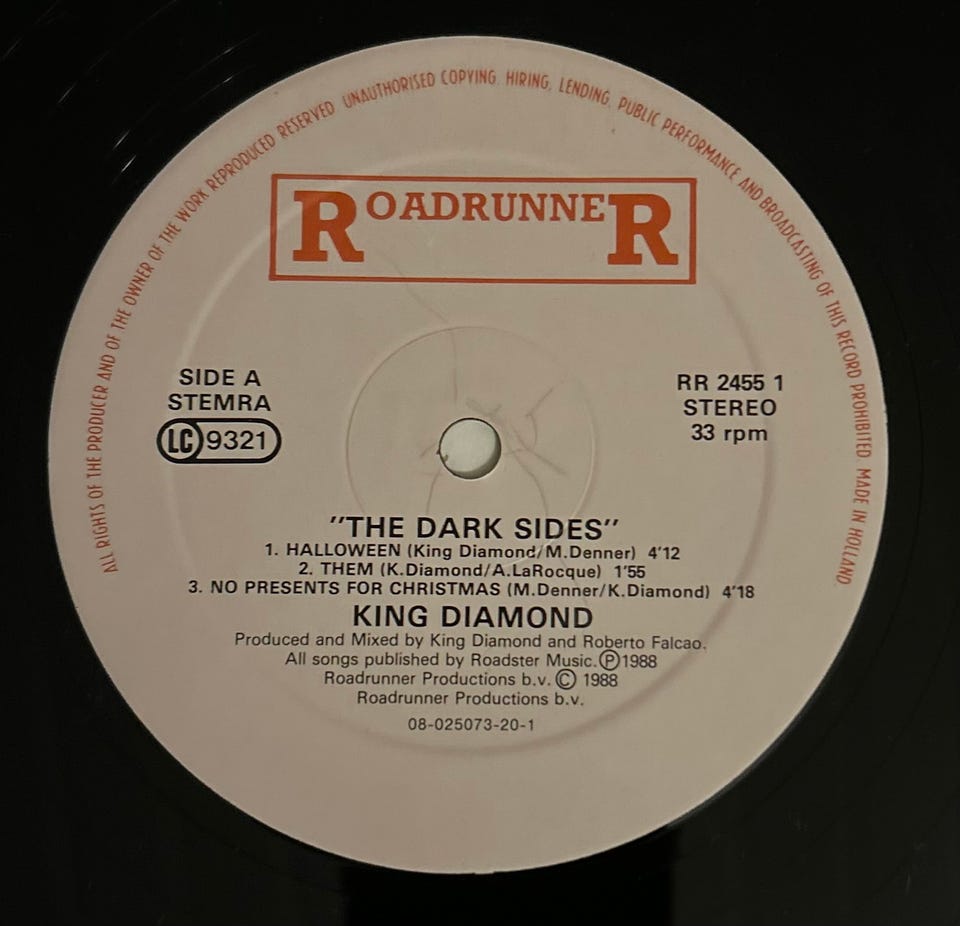 ALL RIGHTS OF THE PRODUCER AND OF THE OWNER OF THE WORK REPRODUCED RESERVED. UNAUTHORISED COPYING. HIRING, LENDING, PUBLIC PERFORMANCE AND BROADCASTING OF THIS RECORD PROHIBITED. MADE IN HOLLAND.
ROADRUNNER
SIDE A
STEMRA
LC 9321
RR 2455 1
STEREO
33 rpm
"THE DARK SIDES"
1. HALLOWEEN (King Diamond/M.Denner) 4'12
2. THEM (K.Diamond/A.LaRocque) 1'55
3. NO PRESENTS FOR CHRISTMAS (M.Denner/K.Diamond) 4'18
KING DIAMOND
Produced and Mixed by King Diamond and Roberto Falcao.
All songs published by Roadster Music. Ⓟ1988
Roadrunner Productions b.v. © 1988
Roadrunner Productions b.v.
08-025073-20-1